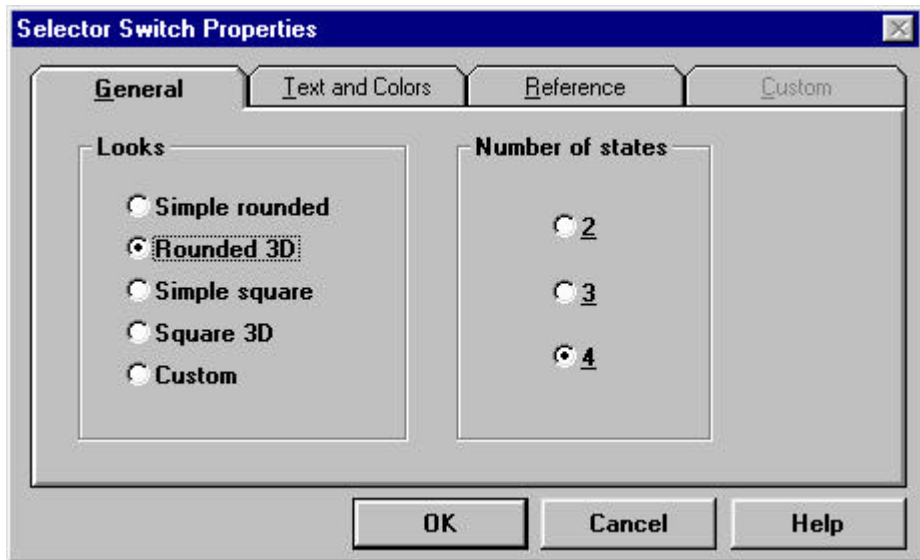 Selector Switch Properties
General Text and Colors Reference Custom
Looks Number of states
Simple rounded
Rounded 3D
Simple square
Square 3D
Custom
2
3
4
OK Cancel Help